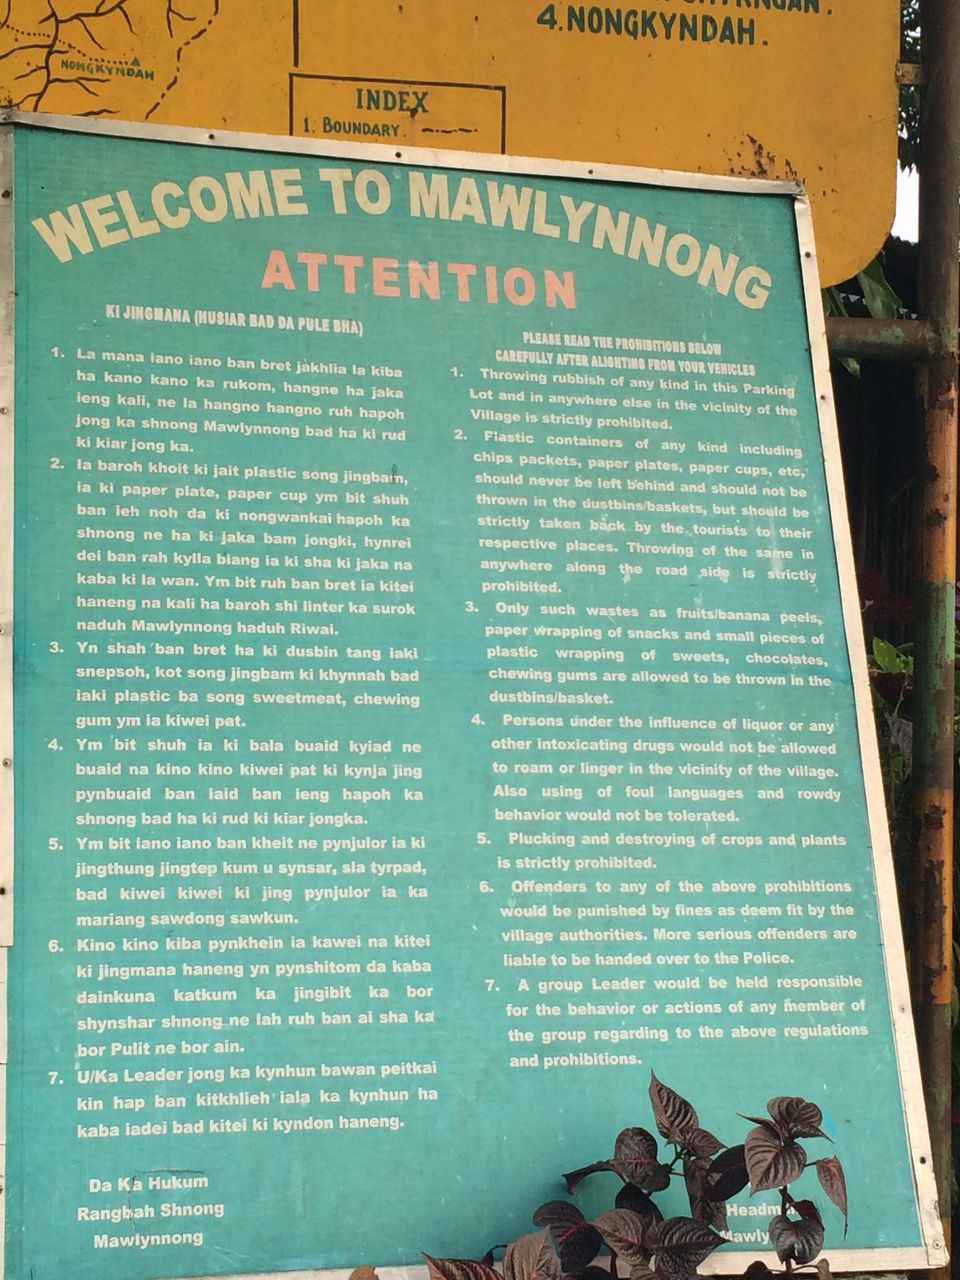 4. NONGKYNDAH.
NONGKYNDAH
INDEX
1. BOUNDARY
WELCOME TO MAWLYNNONG
ATTENTION
KI JINGMANA (HUSIAR BAD DA PULE BHA)
1. La mana iano iano ban bret jakhlia la kiba
ha kano kano ka rukom, hangne ha jaka
ieng kali, ne la hangno hangno ruh hapoh
jong ka shnong Mawlynnong bad ha ki rud
ki kiar jong ka.
2. Ia baroh khoit ki jait plastic song jingbam,
ia ki paper plate, paper cup ym bit shuh
ban ieh noh da ki nongwankai hapoh ka
shnong ne ha ki jaka bam jongki, hynrei
dei ban rah kylla biang ia ki sha ki jaka na
kaba ki la wan. Ym bit ruh ban bret ia kitei
haneng na kali ha baroh shi linter ka surok
naduh Mawlynnong haduh Riwai.
3. Yn shah ban bret ha ki dusbin tang iaki
snepsoh, kot song jingbam ki khynnah bad
iaki plastic ba song sweetmeat, chewing
gum ym ia kiwei pat.
4. Ym bit shuh ia ki bala buaid kyiad ne
buaid na kino kino kiwei pat ki kynja jing
pynbuaid ban iaid ban ieng hapoh ka
shnong bad ha ki rud ki kiar jongka.
5. Ym bit iano iano ban kheit ne pynjulor ia ki
jingthung jingtep kum u synsar, sla tyrpad,
bad kiwei kiwei ki jing pynjulor ia ka
mariang sawdong sawkun.
6. Kino kino kiba pynkhein ia kawei na kitei
ki jingmana haneng yn pynshitom da kaba
dainkuna katkum ka jingibit ka bor
shynshar shnong ne lah ruh ban ai sha ka
bor Pulit ne bor ain.
7. U/Ka Leader jong ka kynhun bawan peitkai
kin hap ban kitkhlieh iala ka kynhun ha
kaba iadei bad kitei ki kyndon haneng.
Da Ka Hukum
Rangbah Shnong
Mawlynnong
PLEASE READ THE PROHIBITIONS BELOW
CAREFULLY AFTER ALIGHTING FROM YOUR VEHICLES
1. Throwing rubbish of any kind in this Parking
Lot and in anywhere else in the vicinity of the
Village is strictly prohibited.
2. Plastic containers of any kind including
chips packets, paper plates, paper cups, etc,
should never be left behind and should not be
thrown in the dustbins/baskets, but should be
strictly taken back by the tourists to their
respective places. Throwing of the same in
anywhere along the road side is strictly
prohibited.
3. Only such wastes as fruits/banana peels,
paper wrapping of snacks and small pieces of
plastic wrapping of sweets, chocolates,
chewing gums are allowed to be thrown in the
dustbins/basket.
4. Persons under the influence of liquor or any
other intoxicating drugs would not be allowed
to roam or linger in the vicinity of the village.
Also using of foul languages and rowdy
behavior would not be tolerated.
5. Plucking and destroying of crops and plants
is strictly prohibited.
6. Offenders to any of the above prohibitions
would be punished by fines as deem fit by the
village authorities. More serious offenders are
liable to be handed over to the Police.
7. A group Leader would be held responsible
for the behavior or actions of any member of
the group regarding to the above regulations
and prohibitions.